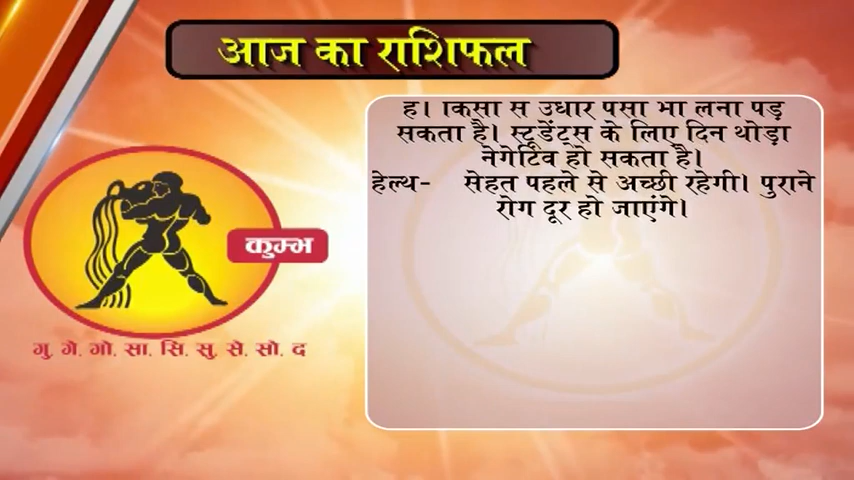 आज का राशिफल
है। किसी से उधार पैसा भी लेना पड़
सकता है। स्टूडेंट्स के लिए दिन थोड़ा
नेगेटिव हो सकता है।
हेल्थ- सेहत पहले से अच्छी रहेगी। पुराने
रोग दूर हो जाएंगे।
कुम्भ
गु. गे. गो. सा. सि. सु. से. सो. द